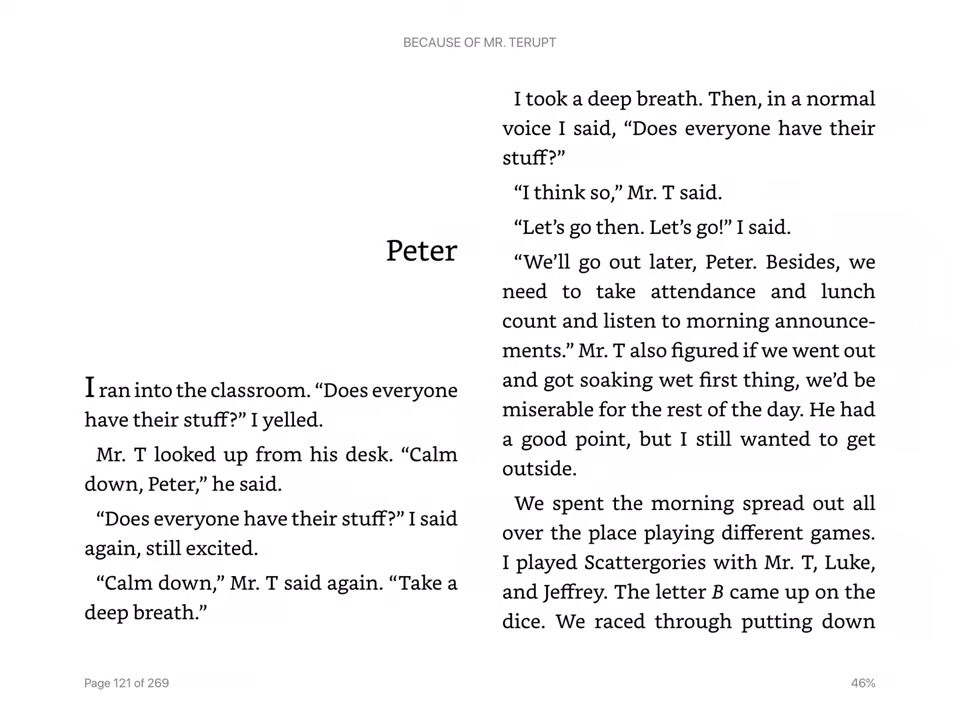 BECAUSE OF MR. TERUPT
Peter
I ran into the classroom. “Does everyone
have their stuff?” I yelled.
Mr. T looked up from his desk. “Calm
down, Peter,” he said.
“Does everyone have their stuff?” I said
again, still excited.
“Calm down,” Mr. T said again. “Take a
deep breath.”
I took a deep breath. Then, in a normal
voice I said, “Does everyone have their
stuff?”
“I think so,” Mr. T said.
“Let’s go then. Let’s go!” I said.
“We’ll go out later, Peter. Besides, we
need to take attendance and lunch
count and listen to morning announce-
ments.” Mr. T also figured if we went out
and got soaking wet first thing, we’d be
miserable for the rest of the day. He had
a good point, but I still wanted to get
outside.
We spent the morning spread out all
over the place playing different games.
I played Scattergories with Mr. T, Luke,
and Jeffrey. The letter B came up on the
dice. We raced through putting down
Page 121 of 269
46%